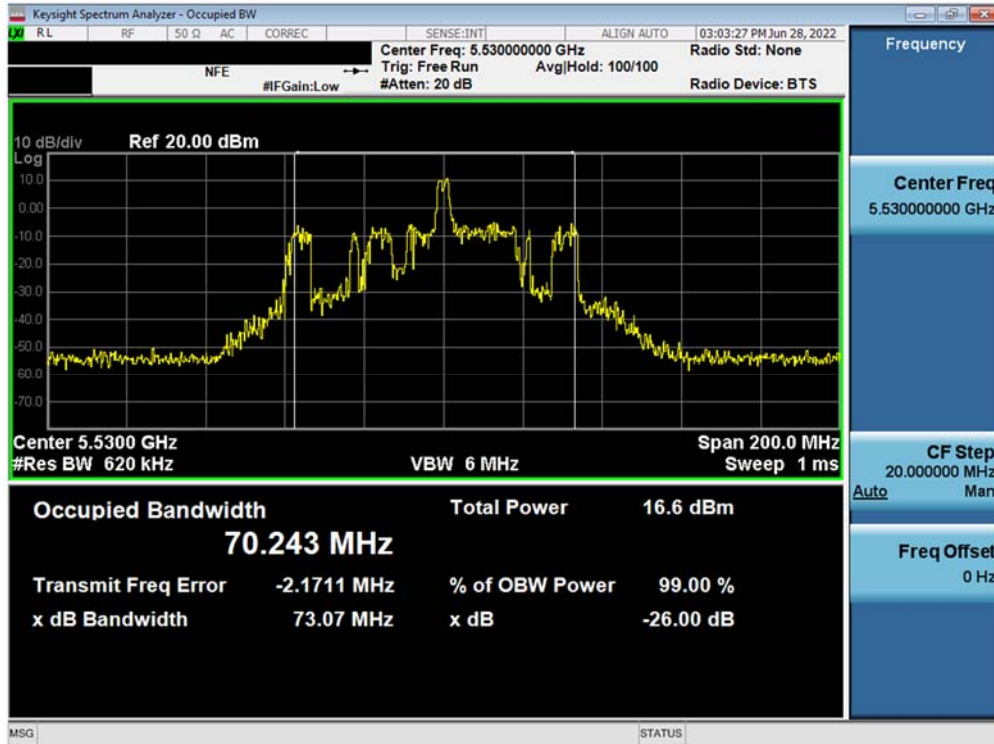 Keysight Spectrum Analyzer - Occupied BW
LXI RL RF 50 Ω AC CORREC SENSE:INT ALIGN AUTO 03:03:27 PM Jun 28, 2022
Center Freq: 5.530000000 GHz Radio Std: None
NFE Trig: Free Run Avg|Hold: 100/100
#IFGain:Low #Atten: 20 dB Radio Device: BTS
10 dB/div Ref 20.00 dBm
Log
10.0
0.00
-10.0
-20.0
-30.0
-40.0
-50.0
60.0
-70.0
Center 5.5300 GHz Span 200.0 MHz
#Res BW 620 kHz VBW 6 MHz Sweep 1 ms
Occupied Bandwidth Total Power 16.6 dBm
70.243 MHz
Transmit Freq Error -2.1711 MHz % of OBW Power 99.00 %
x dB Bandwidth 73.07 MHz x dB -26.00 dB
Frequency
Center Freq
5.530000000 GHz
CF Step
20.000000 MHz
Auto Man
Freq Offset
0 Hz
MSG STATUS